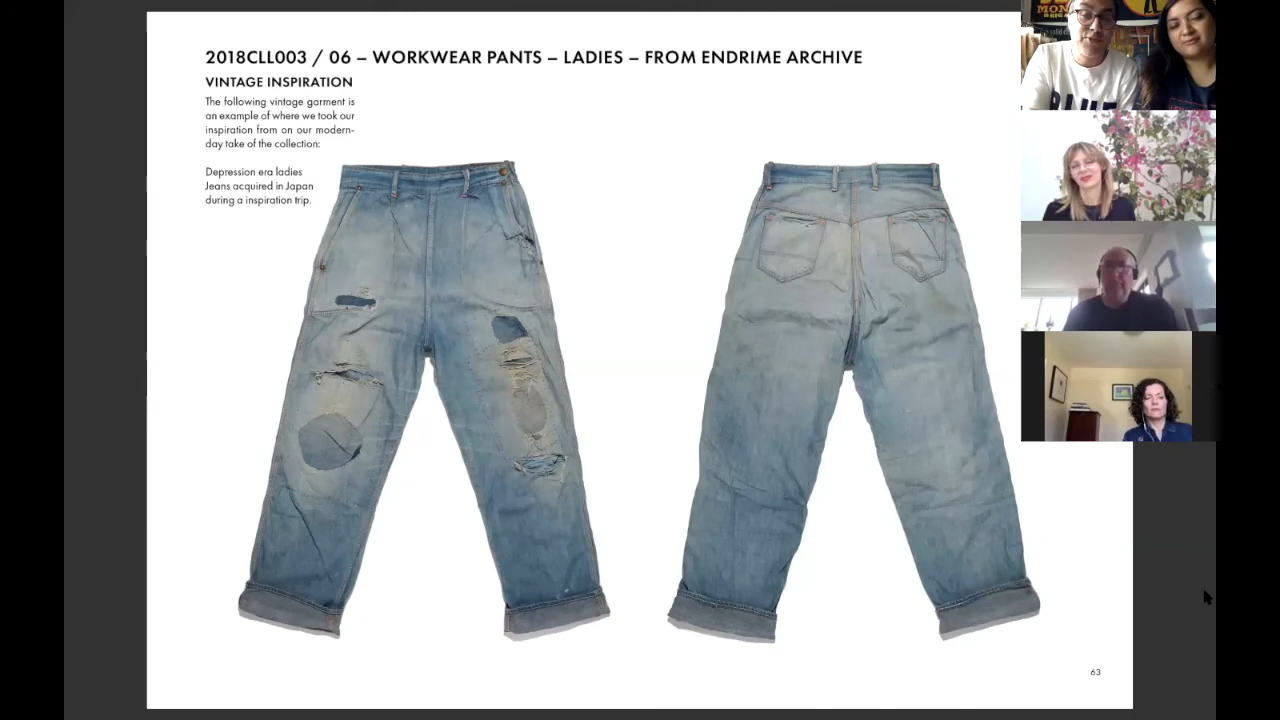 2018CLL003 / 06 – WORKWEAR PANTS – LADIES – FROM ENDRIME ARCHIVE
VINTAGE INSPIRATION
The following vintage garment is
an example of where we took our
inspiration from on our modern-
day take of the collection:
Depression era ladies
Jeans acquired in Japan
during a inspiration trip.
63